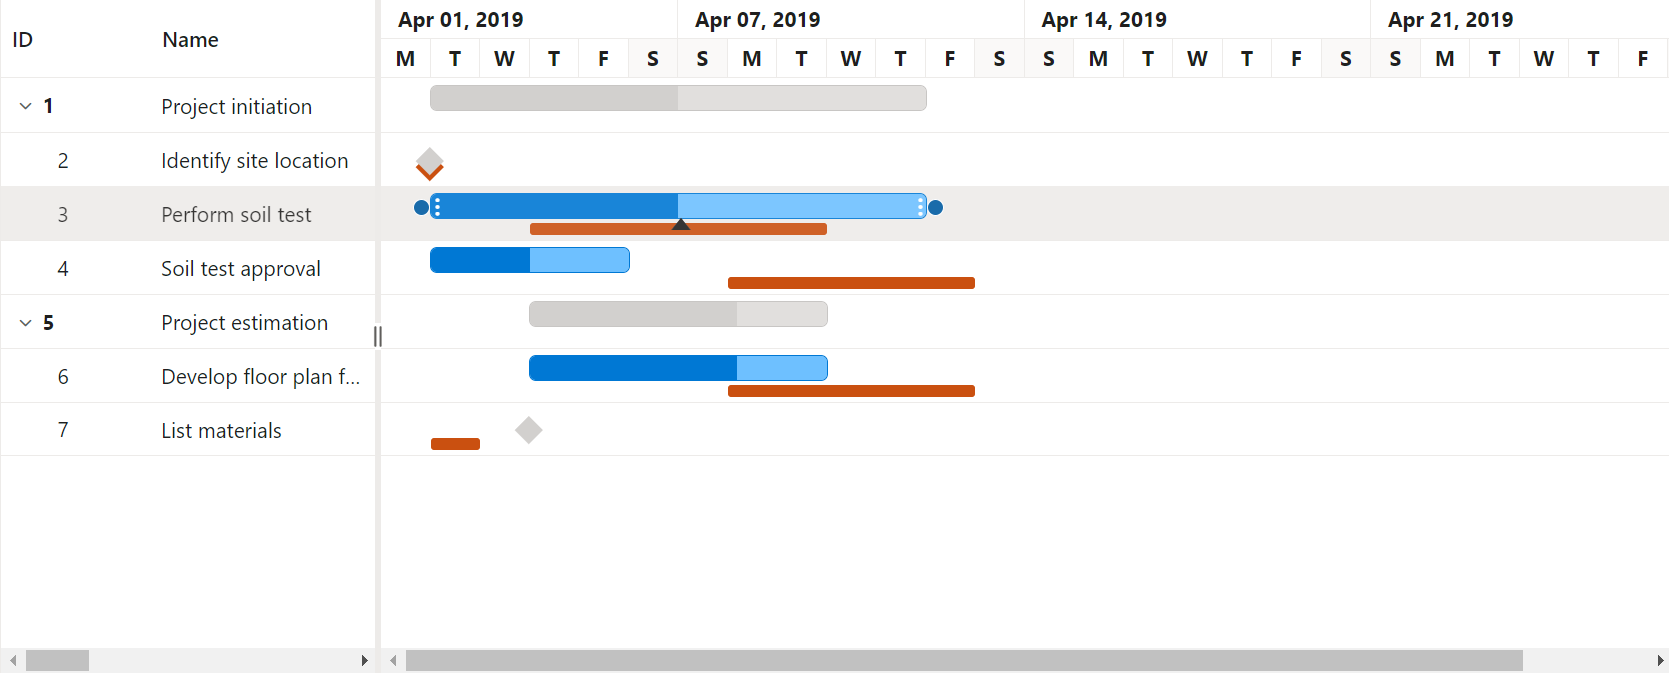 ID Name Apr 01, 2019 Apr 07, 2019 Apr 14, 2019 Apr 21, 2019
M T W T F S S M T W T F S S M T W T F S S M T W T F
1 Project initiation
2 Identify site location
3 Perform soil test
4 Soil test approval
5 Project estimation
6 Develop floor plan f...
7 List materials